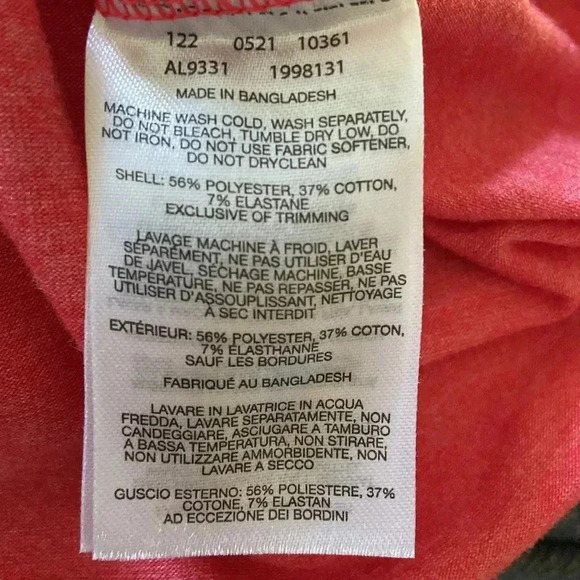 122 0521 10361
AL9331 1998131
MADE IN BANGLADESH
MACHINE WASH COLD, WASH SEPARATELY,
DO NOT BLEACH, TUMBLE DRY LOW, DO
NOT IRON, DO NOT USE FABRIC SOFTENER,
DO NOT DRYCLEAN
SHELL: 56% POLYESTER, 37% COTTON,
7% ELASTANE
EXCLUSIVE OF TRIMMING
LAVAGE MACHINE À FROID, LAVER
SÉPARÉMENT, NE PAS UTILISER D'EAU
DE JAVEL, SÉCHAGE MACHINE, BASSE
TEMPÉRATURE, NE PAS REPASSER, NE PAS
UTILISER D'ASSOUPLISSANT, NETTOYAGE
À SEC INTERDIT
EXTÉRIEUR: 56% POLYESTER, 37% COTON,
7% ÉLASTHANNE
SAUF LES BORDURES
FABRIQUÉ AU BANGLADESH
LAVARE IN LAVATRICE IN ACQUA
FREDDA, LAVARE SEPARATAMENTE, NON
CANDEGGIARE, ASCIUGARE A TAMBURO
A BASSA TEMPERATURA, NON STIRARE,
NON UTILIZZARE AMMORBIDENTE, NON
LAVARE A SECCO
GUSCIO ESTERNO: 56% POLIESTERE, 37%
COTONE, 7% ELASTAN
AD ECCEZIONE DEI BORDINI